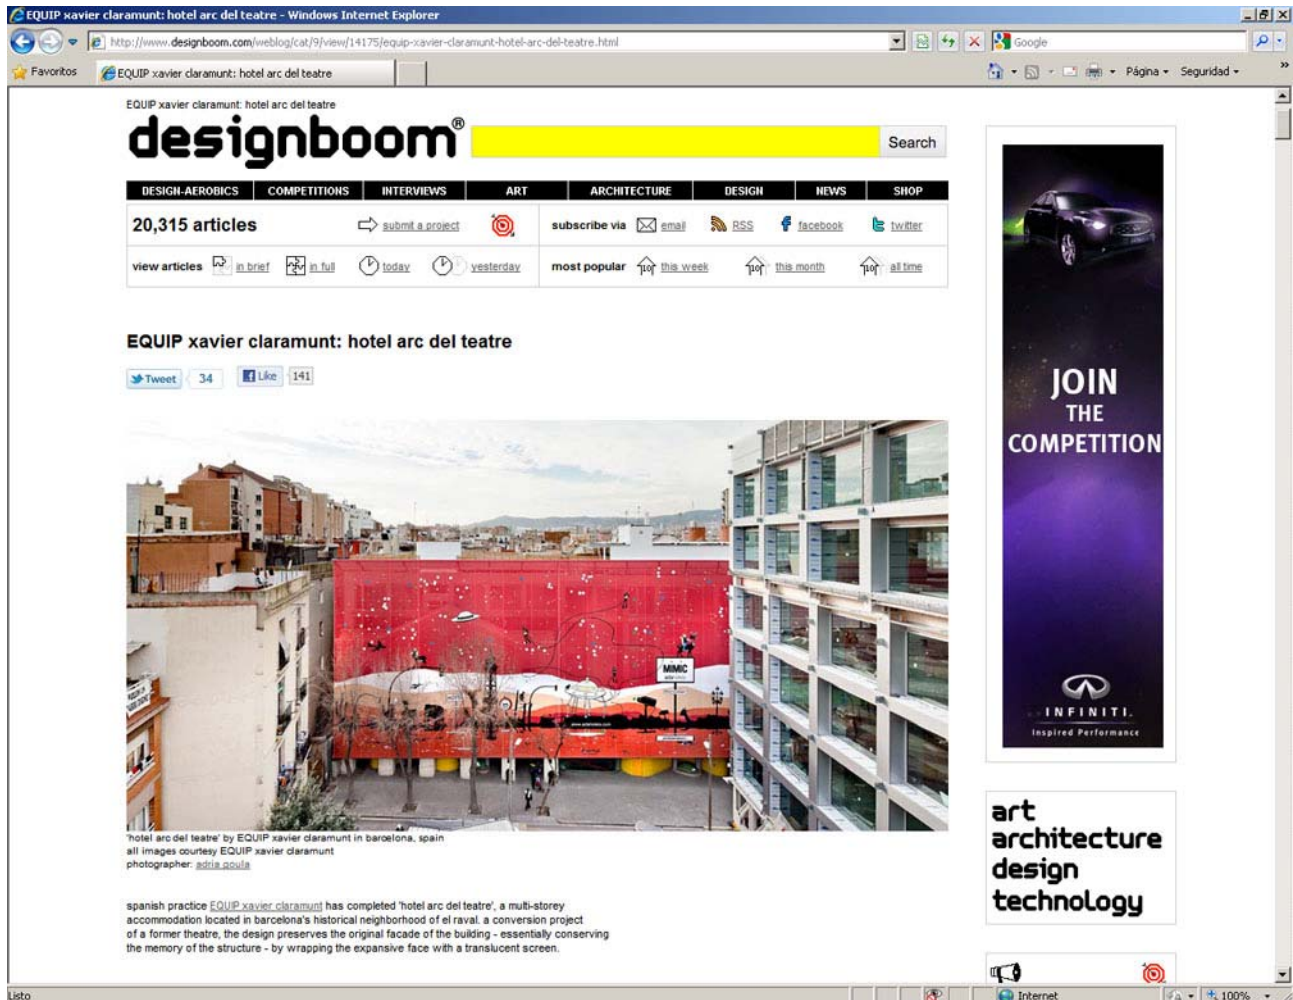 EQUIP xavier claramunt: hotel arc del teatre - Windows Internet Explorer
http://www.designboom.com/weblog/cat/9/view/14175/equip-xavier-claramunt-hotel-arc-del-teatre.html
Google
Favoritos
EQUIP xavier claramunt: hotel arc del teatre
Página
Seguridad
»
EQUIP xavier claramunt: hotel arc del teatre
designboom®
Search
DESIGN-AEROBICS COMPETITIONS INTERVIEWS ART ARCHITECTURE DESIGN NEWS SHOP
20,315 articles submit a project subscribe via email RSS facebook twitter
view articles in brief in full today yesterday most popular this week this month all time
EQUIP xavier claramunt: hotel arc del teatre
Tweet 34 Like 141
MIMIC
'hotel arc del teatre' by EQUIP xavier claramunt in barcelona, spain
all images courtesy EQUIP xavier claramunt
photographer: adria goula
spanish practice EQUIP xavier claramunt has completed 'hotel arc del teatre', a multi-storey
accommodation located in barcelona's historical neighborhood of el raval. a conversion project
of a former theatre, the design preserves the original facade of the building - essentially conserving
the memory of the structure - by wrapping the expansive face with a translucent screen.
JOIN
THE
COMPETITION
INFINITI.
Inspired Performance
art
architecture
design
technology
Listo
Internet
100%